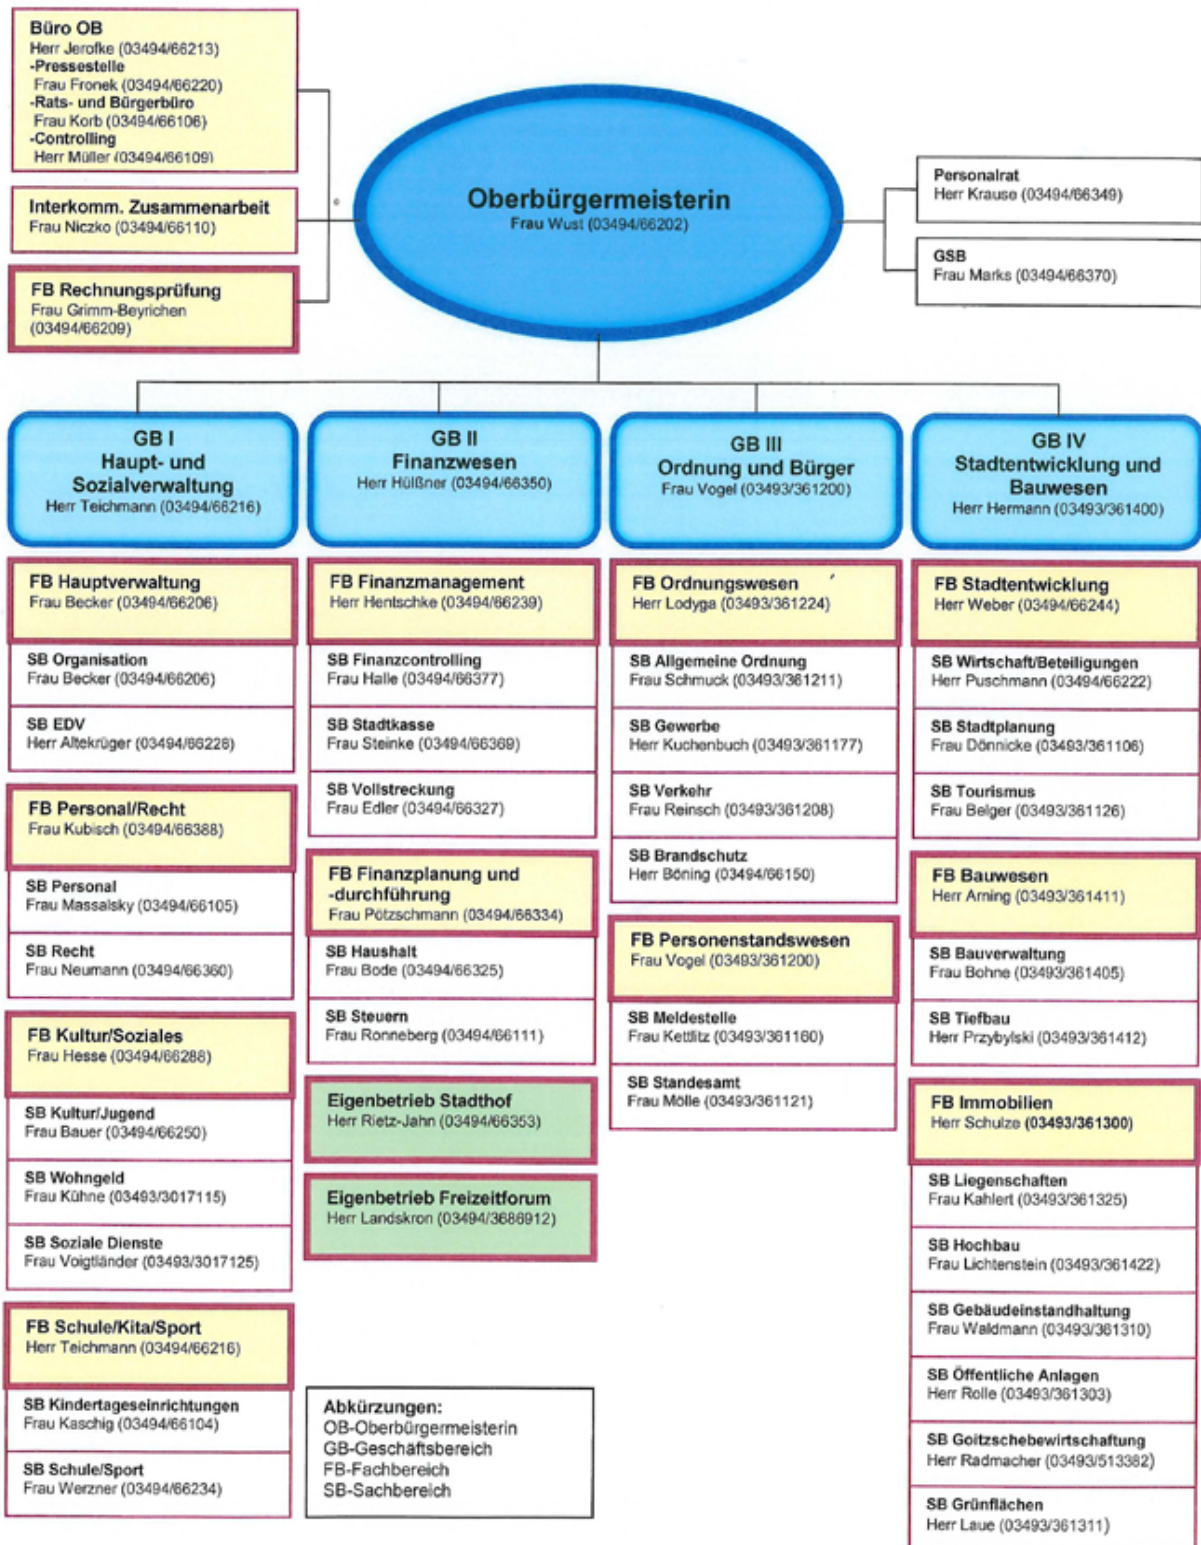 Büro OB
Herr Jerofke (03494/66213)
-Pressestelle
Frau Fronek (03494/66220)
-Rats- und Bürgerbüro
Frau Korb (03494/66106)
-Controlling
Herr Müller (03494/66109)
Interkomm. Zusammenarbeit
Frau Niczko (03494/66110)
FB Rechnungsprüfung
Frau Grimm-Beyrichen
(03494/66209)
Oberbürgermeisterin
Frau Wust (03494/66202)
Personalrat
Herr Krause (03494/66349)
GSB
Frau Marks (03494/66370)
GB I
Haupt- und
Sozialverwaltung
Herr Teichmann (03494/66216)
FB Hauptverwaltung
Frau Becker (03494/66206)
SB Organisation
Frau Becker (03494/66206)
SB EDV
Herr Altekrüger (03494/66226)
FB Personal/Recht
Frau Kubisch (03494/66388)
SB Personal
Frau Massalsky (03494/66105)
SB Recht
Frau Neumann (03494/66360)
FB Kultur/Soziales
Frau Hesse (03494/66288)
SB Kultur/Jugend
Frau Bauer (03494/66250)
SB Wohngeld
Frau Kühne (03493/3017115)
SB Soziale Dienste
Frau Voigtländer (03493/3017125)
FB Schule/Kita/Sport
Herr Teichmann (03494/66216)
SB Kindertageseinrichtungen
Frau Kaschig (03494/66104)
SB Schule/Sport
Frau Werzner (03494/66234)
GB II
Finanzwesen
Herr Hülßner (03494/66350)
FB Finanzmanagement
Herr Hentschke (03494/66239)
SB Finanzcontrolling
Frau Halle (03494/66377)
SB Stadtkasse
Frau Steinke (03494/66369)
SB Vollstreckung
Frau Edler (03494/66327)
FB Finanzplanung und
-durchführung
Frau Pötzschmann (03494/66334)
SB Haushalt
Frau Bode (03494/66325)
SB Steuern
Frau Ronneberg (03494/66111)
Eigenbetrieb Stadthof
Herr Rietz-Jahn (03494/66353)
Eigenbetrieb Freizeitforum
Herr Landskron (03494/3686912)
Abkürzungen:
OB-Oberbürgermeisterin
GB-Geschäftsbereich
FB-Fachbereich
SB-Sachbereich
GB III
Ordnung und Bürger
Frau Vogel (03493/361200)
FB Ordnungswesen
Herr Lodyga (03493/361224)
SB Allgemeine Ordnung
Frau Schmuck (03493/361211)
SB Gewerbe
Herr Kuchenbuch (03493/361177)
SB Verkehr
Frau Reinsch (03493/361208)
SB Brandschutz
Herr Böning (03494/66150)
FB Personenstandswesen
Frau Vogel (03493/361200)
SB Meldestelle
Frau Kettlitz (03493/361160)
SB Standesamt
Frau Mölle (03493/361121)
GB IV
Stadtentwicklung und
Bauwesen
Herr Hermann (03493/361400)
FB Stadtentwicklung
Herr Weber (03494/66244)
SB Wirtschaft/Beteiligungen
Herr Puschmann (03494/66222)
SB Stadtplanung
Frau Dönnicke (03493/361106)
SB Tourismus
Frau Belger (03493/361126)
FB Bauwesen
Herr Arning (03493/361411)
SB Bauverwaltung
Frau Bohne (03493/361405)
SB Tiefbau
Herr Przybylski (03493/361412)
FB Immobilien
Herr Schulze (03493/361300)
SB Liegenschaften
Frau Kahlert (03493/361325)
SB Hochbau
Frau Lichtenstein (03493/361422)
SB Gebäudeinstandhaltung
Frau Waldmann (03493/361310)
SB Öffentliche Anlagen
Herr Rolle (03493/361303)
SB Goitzschebewirtschaftung
Herr Radmacher (03493/513382)
SB Grünflächen
Herr Laue (03493/361311)